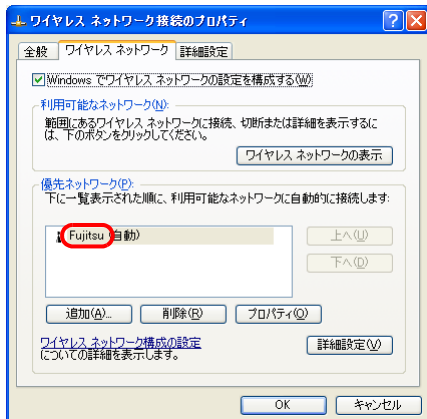 ワイヤレス ネットワーク接続のプロパティ
全般 ワイヤレス ネットワーク 詳細設定
Windows でワイヤレス ネットワークの設定を構成する(W)
利用可能なネットワーク(N):
範囲にあるワイヤレス ネットワークに接続、切断または詳細を表示するに
は、下のボタンをクリックしてください。
ワイヤレス ネットワークの表示
優先ネットワーク(P):
下に一覧表示された順に、利用可能なネットワークに自動的に接続します:
Fujitsu (自動)
上へ(U)
下へ(D)
追加(A)... 削除(R) プロパティ(O)
ワイヤレス ネットワーク構成の設定
についての詳細を表示します。
詳細設定(V)
OK キャンセル